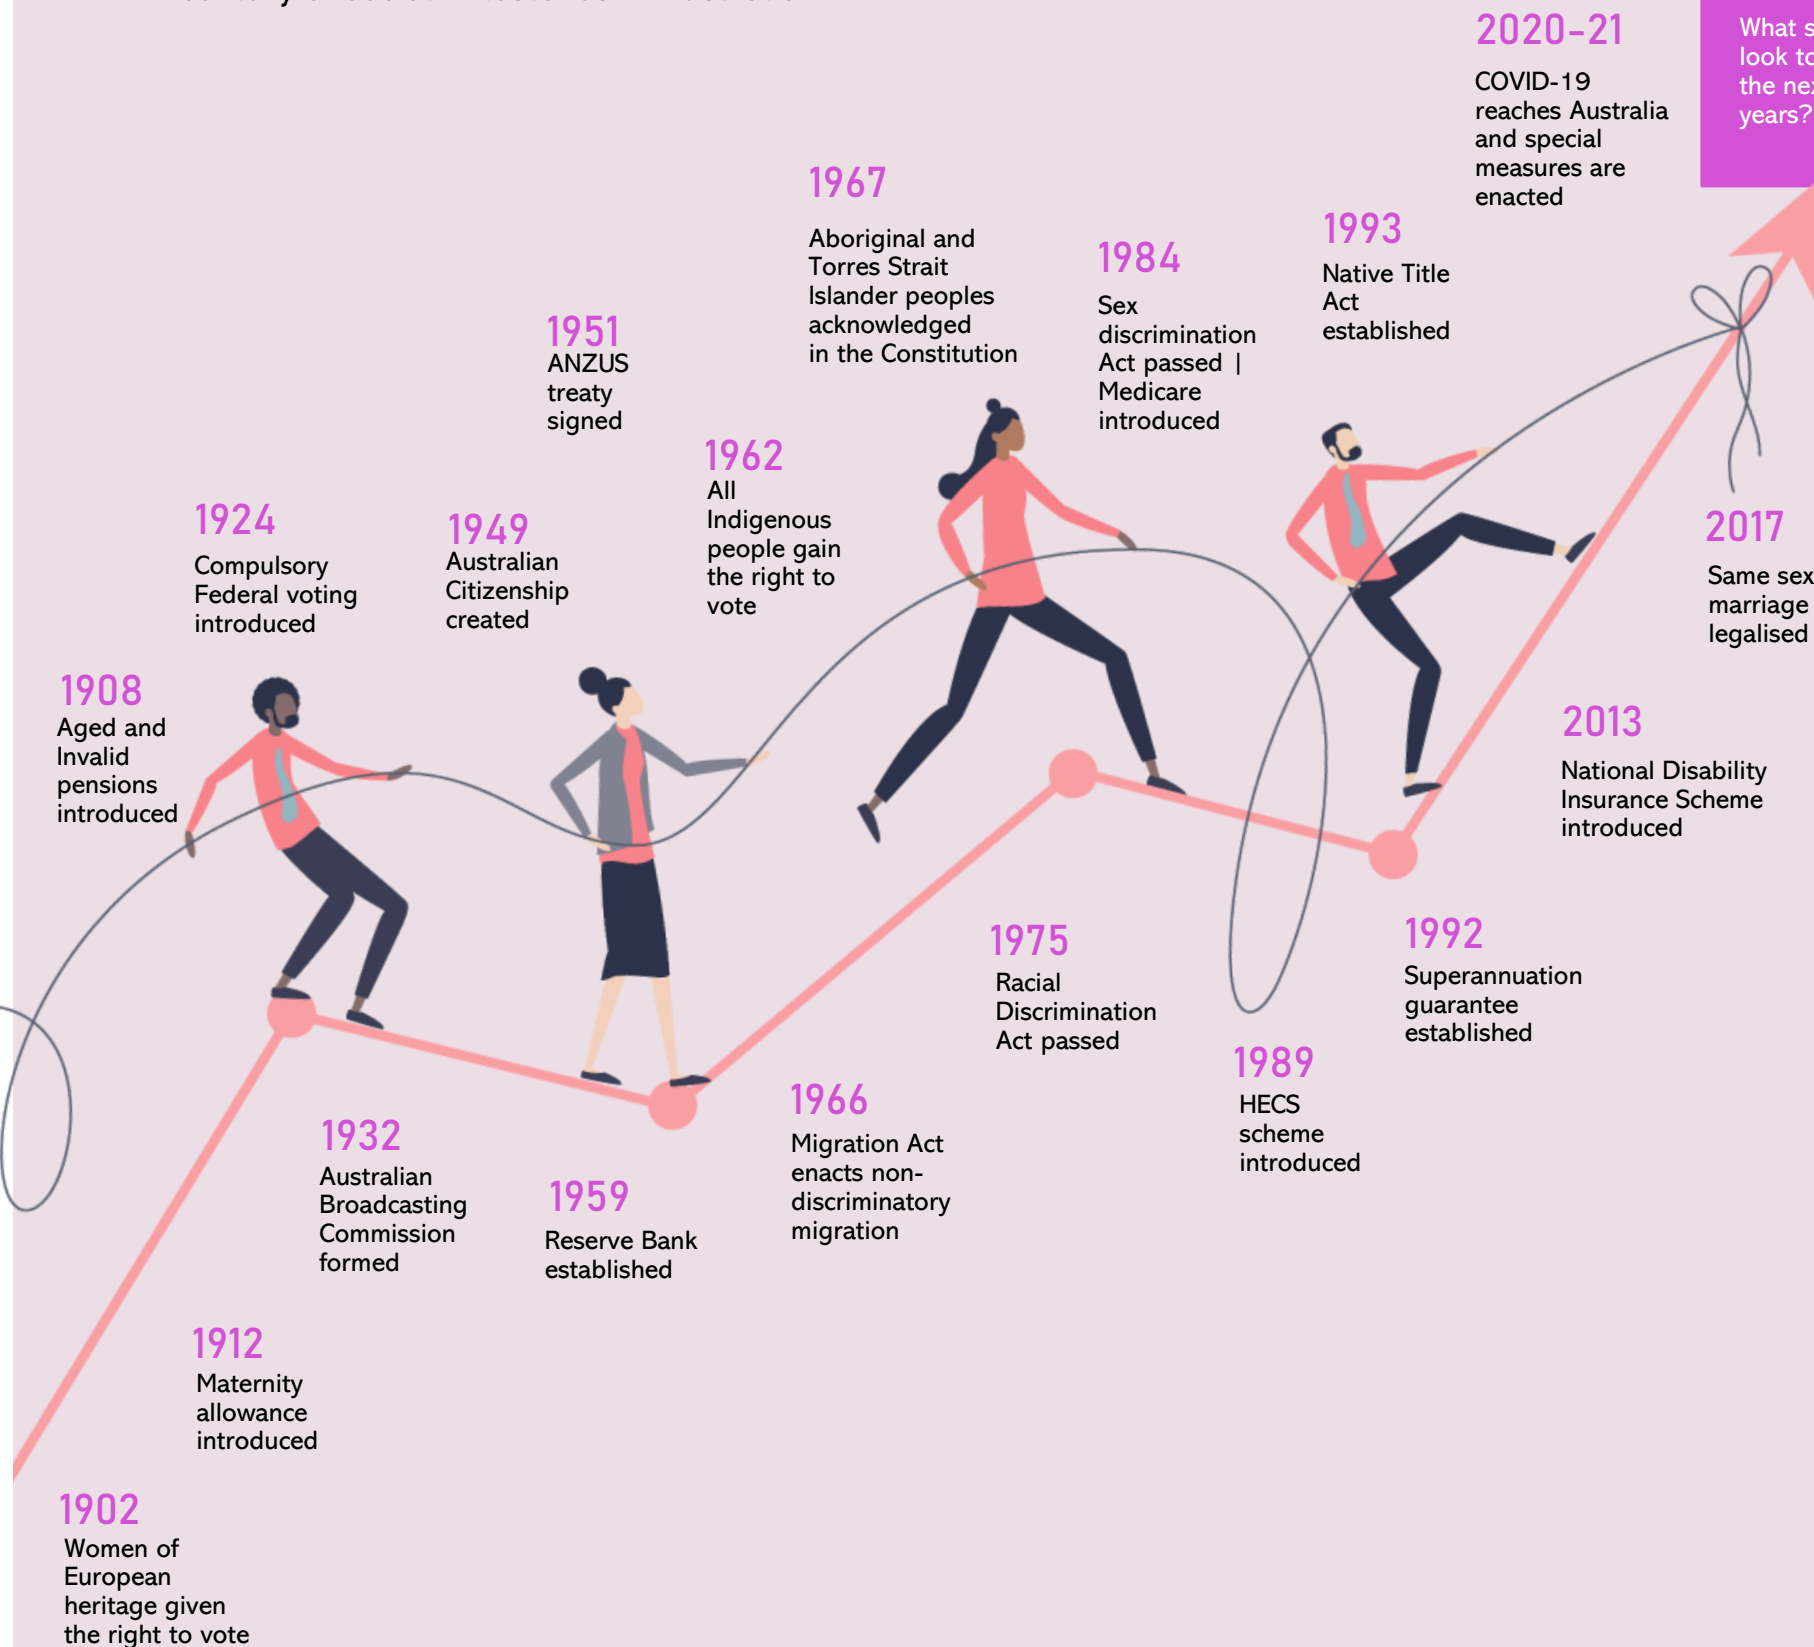 2020-21
COVID-19
reaches Australia
and special
measures are
enacted
What
look
the
years?
1967
Aboriginal and
Torres Strait
Islander peoples
acknowledged
in the Constitution
1984
Sex
discrimination
Act passed |
Medicare
introduced
1993
Native Title
Act
established
1951
ANZUS
treaty
signed
1962
All
Indigenous
people gain
the right to
vote
1924
Compulsory
Federal voting
introduced
1949
Australian
Citizenship
created
2017
Same sex
marriage
legalised
1908
Aged and
Invalid
pensions
introduced
2013
National Disability
Insurance Scheme
introduced
1975
Racial
Discrimination
Act passed
1992
Superannuation
guarantee
established
1989
HECS
scheme
introduced
1966
Migration Act
enacts non-
discriminatory
migration
1932
Australian
Broadcasting
Commission
formed
1959
Reserve Bank
established
1912
Maternity
allowance
introduced
1902
Women of
European
heritage given
the right to vote